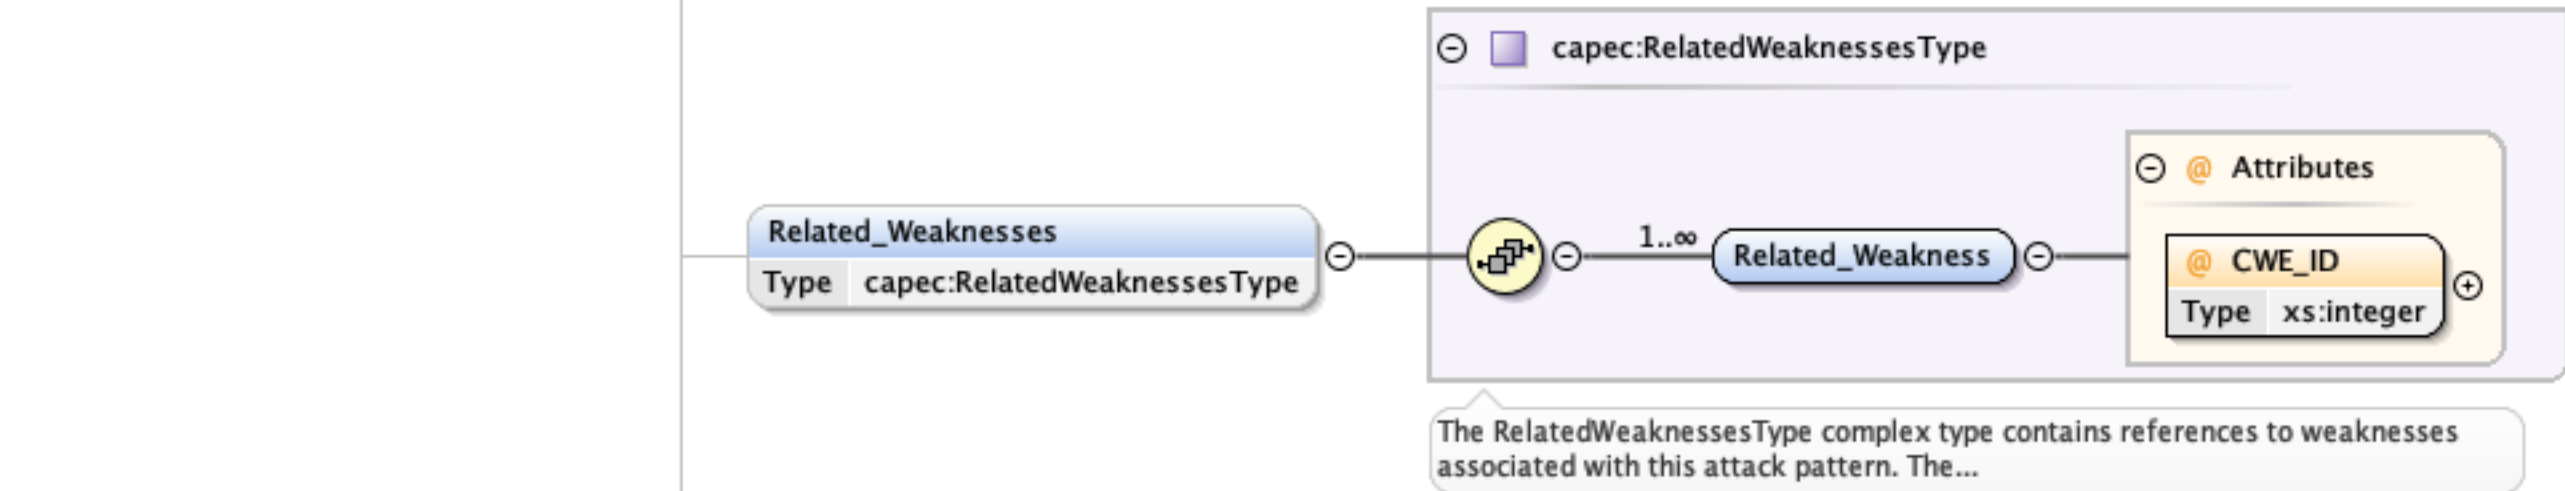 capec:RelatedWeaknessesType
@ Attributes
Related_Weaknesses
1..∞
Related_Weakness
@ CWE_ID
Type capec:RelatedWeaknessesType
Type xs:integer
The RelatedWeaknessesType complex type contains references to weaknesses
associated with this attack pattern. The...